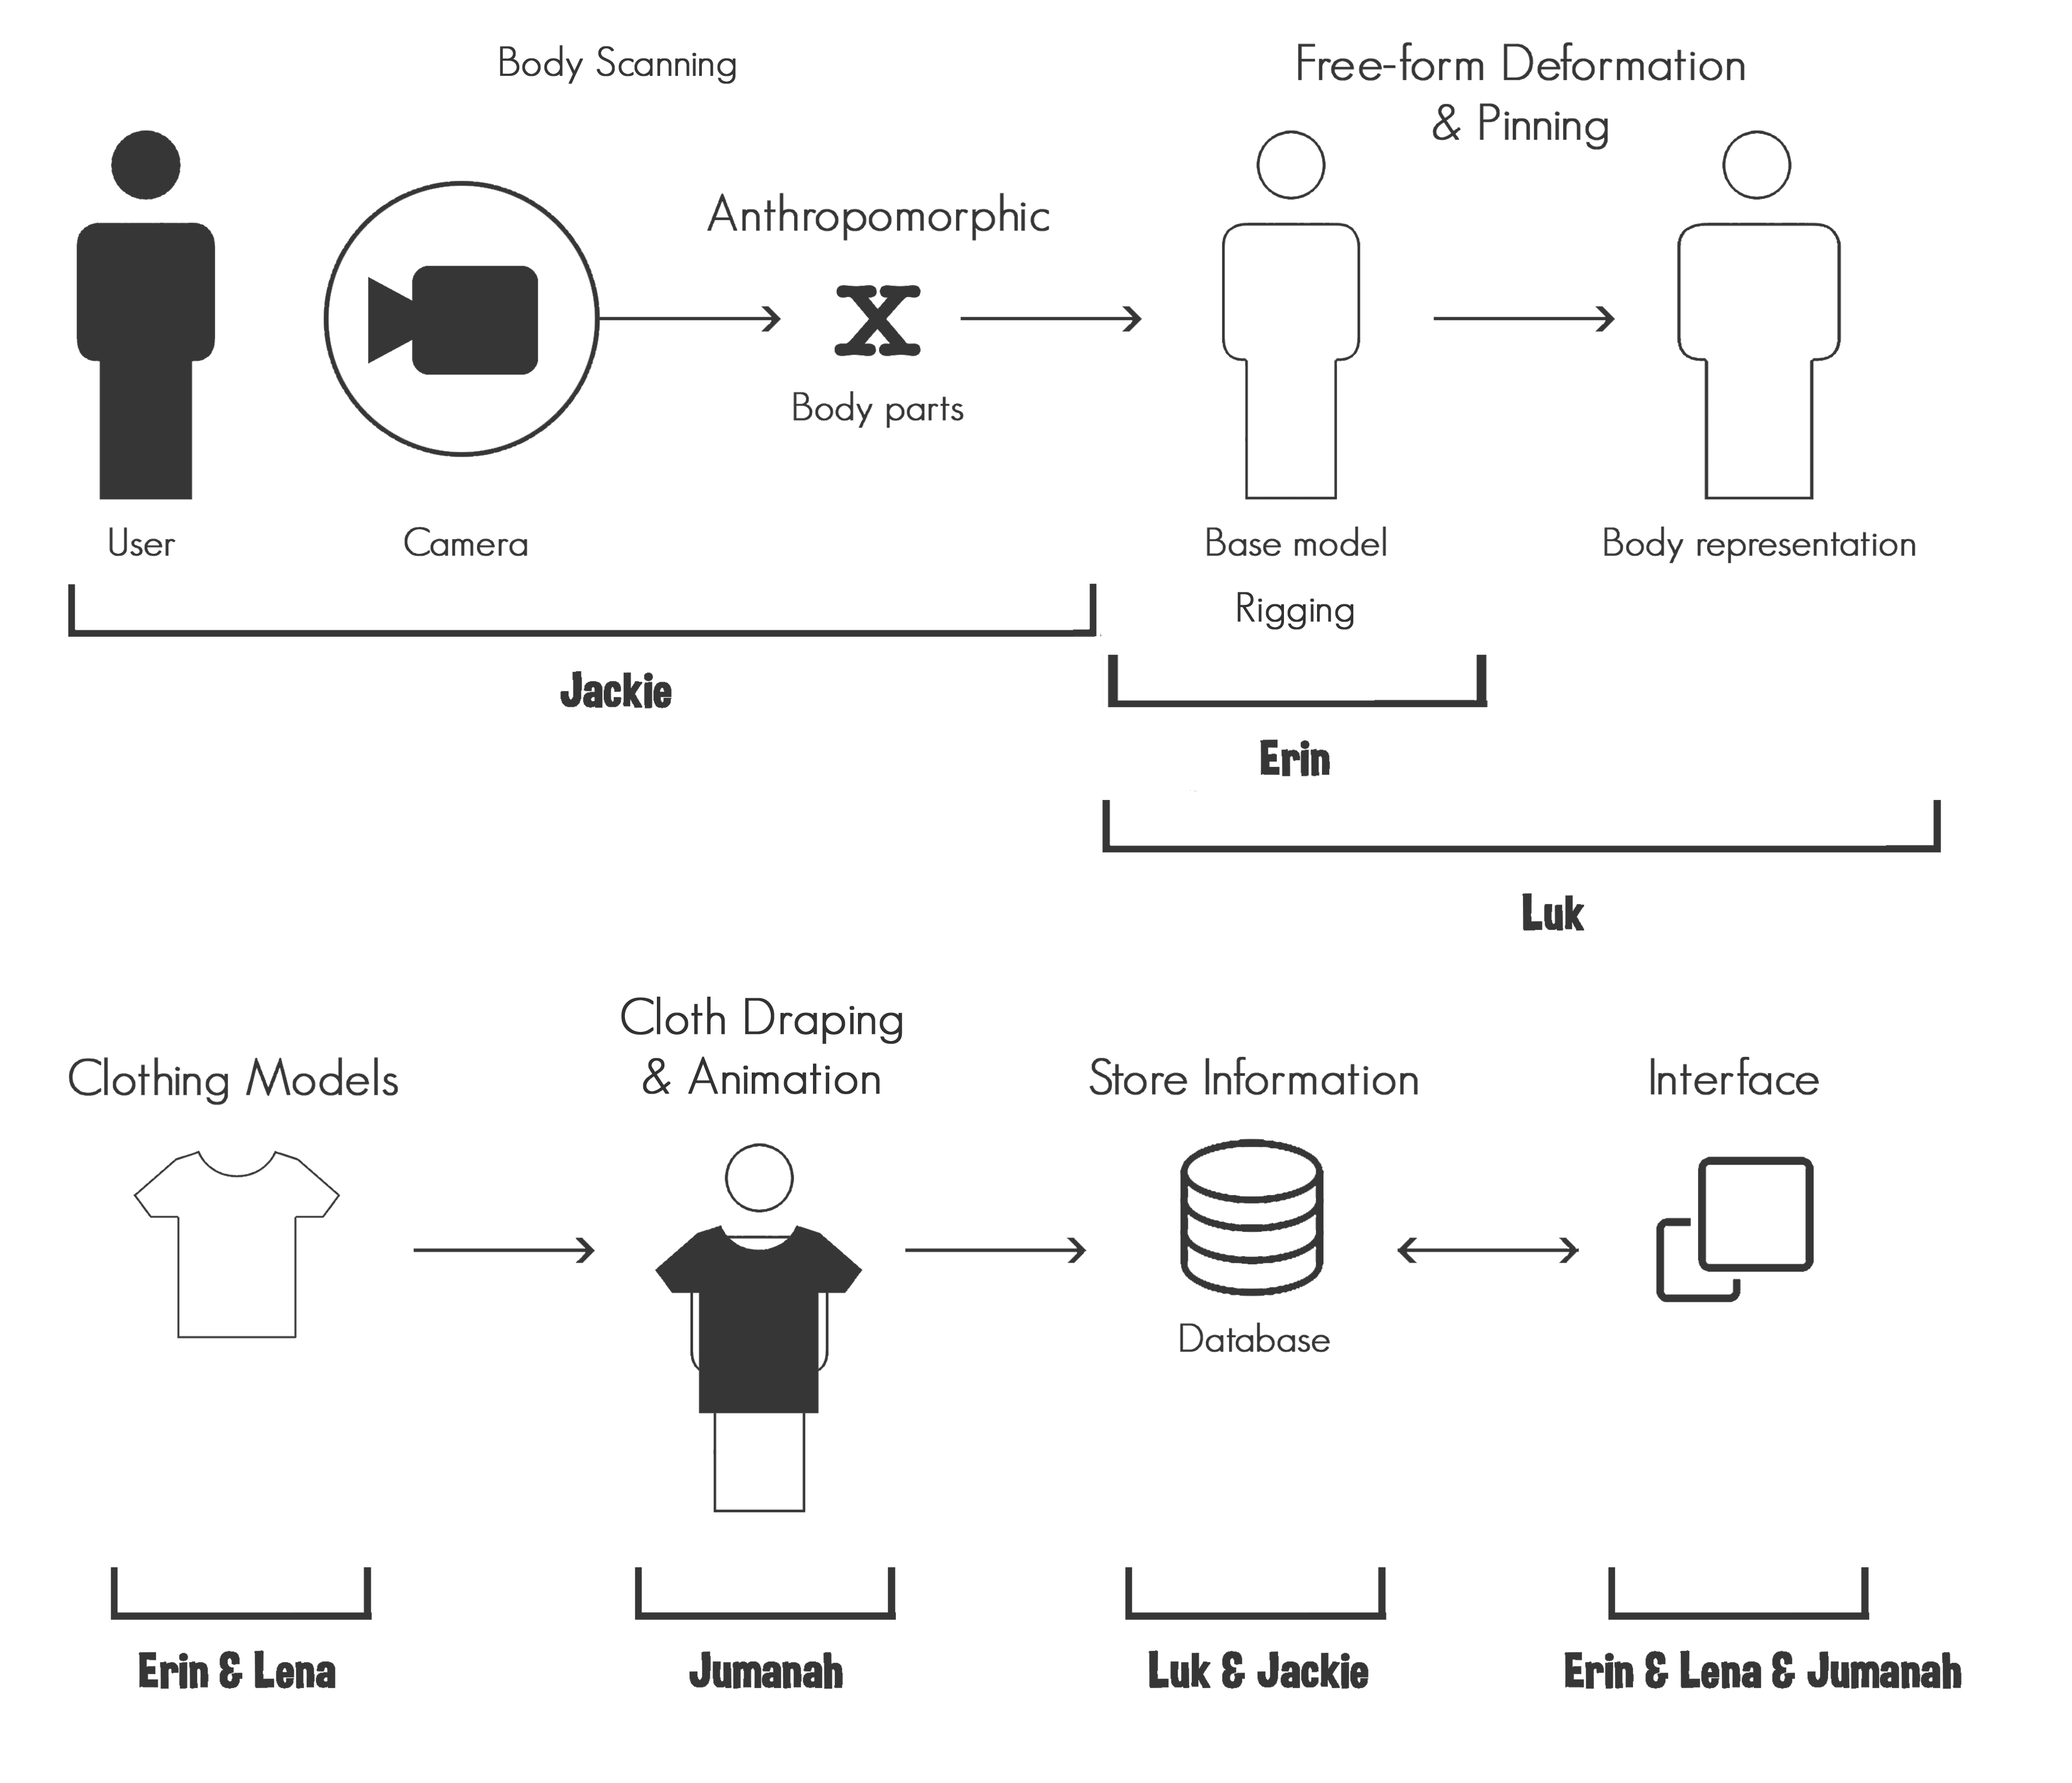 Body Scanning
Free-form Deformation
& Pinning
Anthropomorphic
x
Body parts
User
Camera
Base model
Body representation
Rigging
Jackie
Erin
Luk
Cloth Draping
& Animation
Clothing Models
Store Information
Interface
Database
Erin & Lena
Jumanah
Luk & Jackie
Erin & Lena & Jumanah